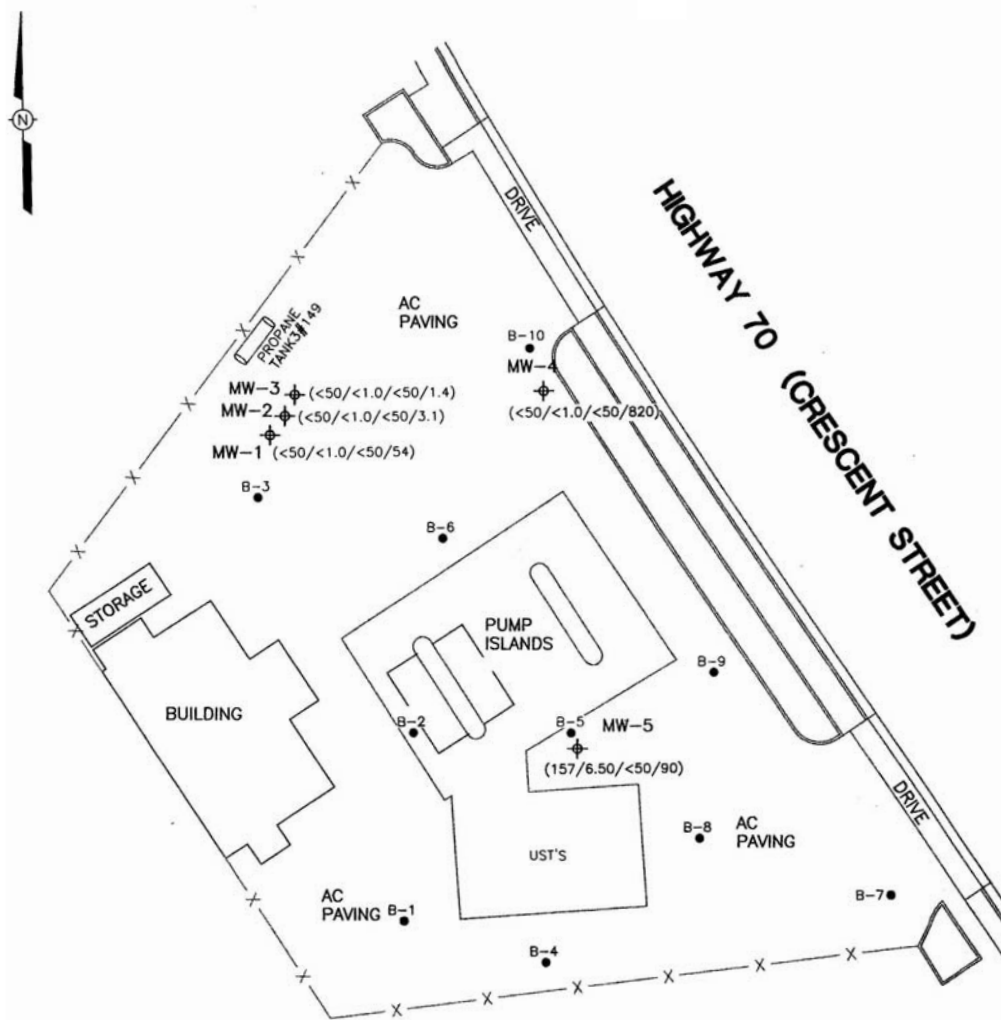 N
DRIVE
HIGHWAY 70 (CRESCENT STREET)
AC
PAVING
PROPANE
TANK3#149
B-10
MW-4
(<50/<1.0/<50/820)
MW-3 (<50/<1.0/<50/1.4)
MW-2 (<50/<1.0/<50/3.1)
MW-1 (<50/<1.0/<50/54)
B-3
B-6
STORAGE
PUMP
ISLANDS
BUILDING
B-9
B-2
B-5
MW-5
(157/6.50/<50/90)
DRIVE
B-8
AC
PAVING
UST'S
B-7
AC
PAVING
B-1
B-4